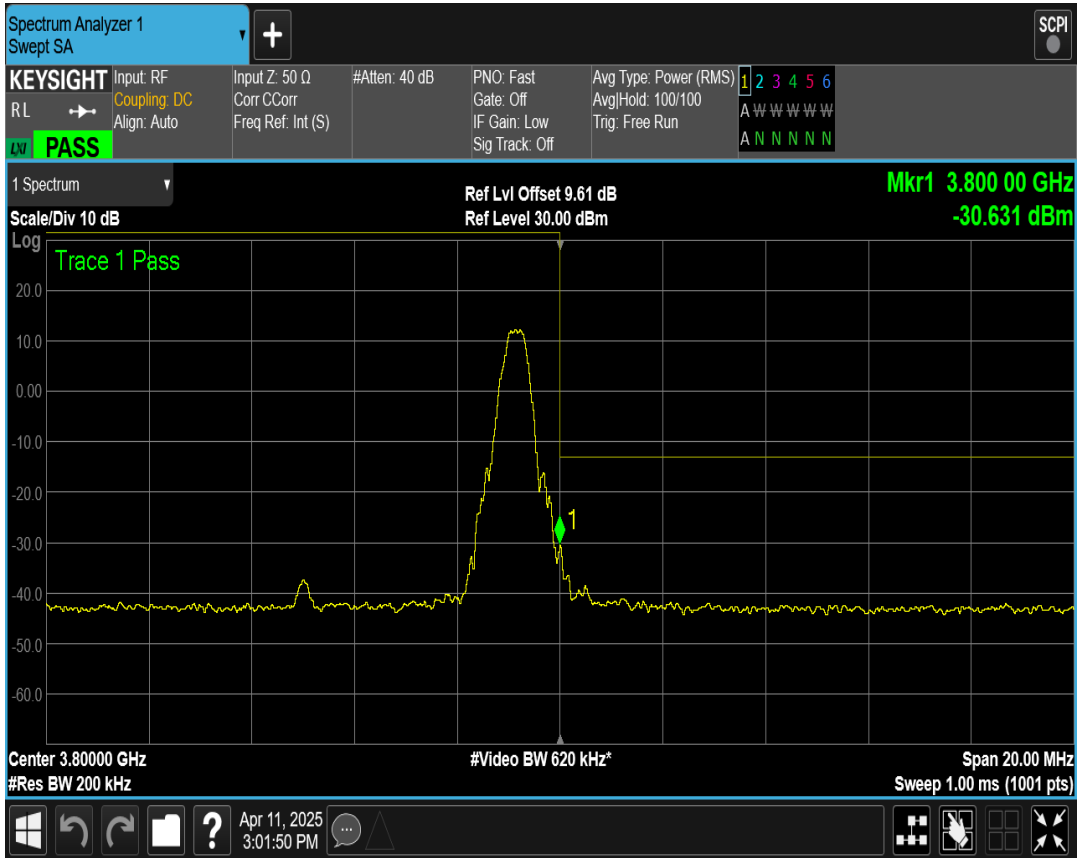 Spectrum Analyzer 1
Swept SA
+
SCPI
KEYSIGHT
R L
LXI PASS
Input: RF
Coupling: DC
Align: Auto
Input Z: 50 Ω
Corr CCorr
Freq Ref: Int (S)
#Atten: 40 dB
PNO: Fast
Gate: Off
IF Gain: Low
Sig Track: Off
Avg Type: Power (RMS)
Avg|Hold: 100/100
Trig: Free Run
1 2 3 4 5 6
A W W W W W
A N N N N N
1 Spectrum
Scale/Div 10 dB
Ref Lvl Offset 9.61 dB
Ref Level 30.00 dBm
Mkr1 3.800 00 GHz
-30.631 dBm
Log
Trace 1 Pass
20.0
10.0
0.00
-10.0
-20.0
1
-30.0
-40.0
-50.0
-60.0
Center 3.80000 GHz
#Video BW 620 kHz*
Span 20.00 MHz
#Res BW 200 kHz
Sweep 1.00 ms (1001 pts)
?
Apr 11, 2025
3:01:50 PM